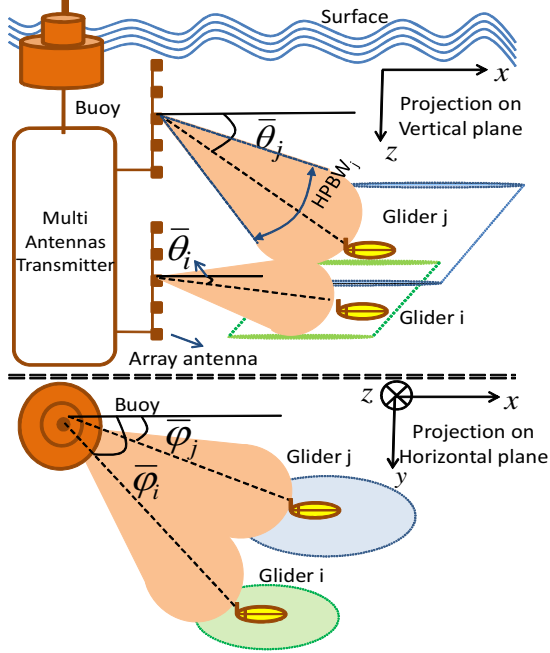 Surface
x
Buoy
Projection on
Vertical plane
z
θ̄j
HPBWj
Multi
Antennas
Transmitter
Glider j
θ̄i
Glider i
Array antenna
Buoy
z
x
φ̄j
Projection on
Horizontal plane
Glider j
y
φ̄i
Glider i